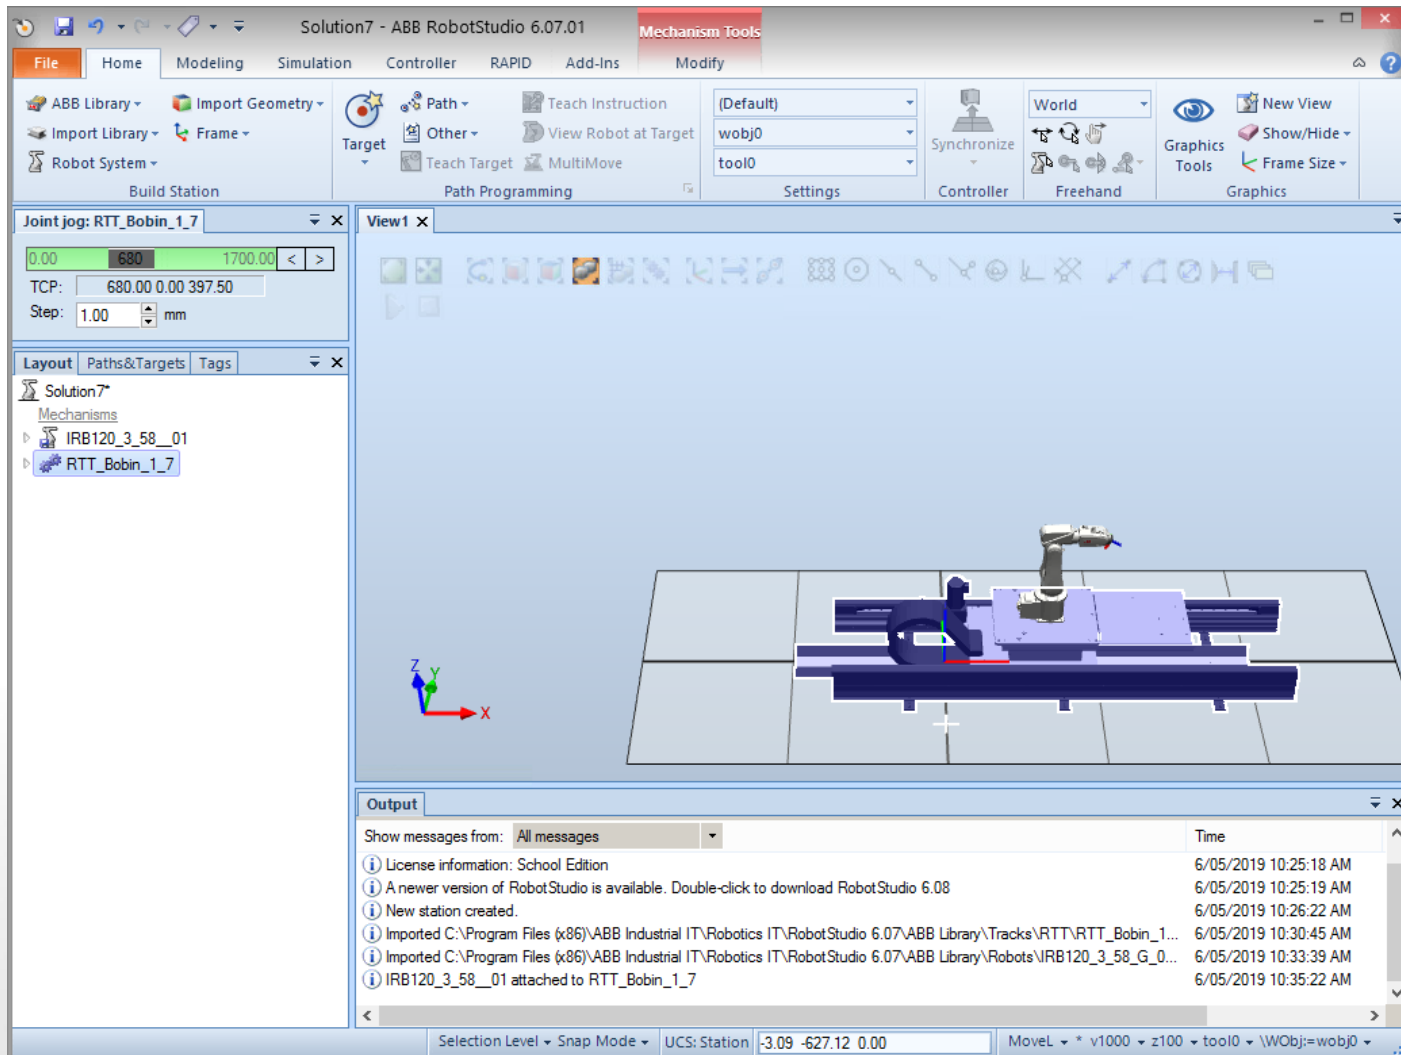 Solution7 - ABB RobotStudio 6.07.01
Mechanism Tools
File Home Modeling Simulation Controller RAPID Add-Ins Modify
ABB Library
Import Library
Robot System
Import Geometry
Frame
Build Station
Target
Path
Other
Teach Target
Teach Instruction
View Robot at Target
MultiMove
Path Programming
(Default)
wobj0
tool0
Settings
Synchronize
Controller
World
Freehand
Graphics
Tools
New View
Show/Hide
Frame Size
Graphics
Joint jog: RTT_Bobin_1_7
0.00 680 1700.00 < >
TCP: 680.00 0.00 397.50
Step: 1.00 mm
Layout Paths&Targets Tags
Solution7*
Mechanisms
IRB120_3_58__01
RTT_Bobin_1_7
View1
Z
Y
X
Output
Show messages from: All messages Time
License information: School Edition 6/05/2019 10:25:18 AM
A newer version of RobotStudio is available. Double-click to download RobotStudio 6.08 6/05/2019 10:25:19 AM
New station created. 6/05/2019 10:26:22 AM
Imported C:\Program Files (x86)\ABB Industrial IT\Robotics IT\RobotStudio 6.07\ABB Library\Tracks\RTT\RTT_Bobin_1... 6/05/2019 10:30:45 AM
Imported C:\Program Files (x86)\ABB Industrial IT\Robotics IT\RobotStudio 6.07\ABB Library\Robots\IRB120_3_58_G_0... 6/05/2019 10:33:39 AM
IRB120_3_58__01 attached to RTT_Bobin_1_7 6/05/2019 10:35:22 AM
Selection Level Snap Mode UCS: Station -3.09 -627.12 0.00 MoveL * v1000 z100 tool0 \WObj:=wobj0